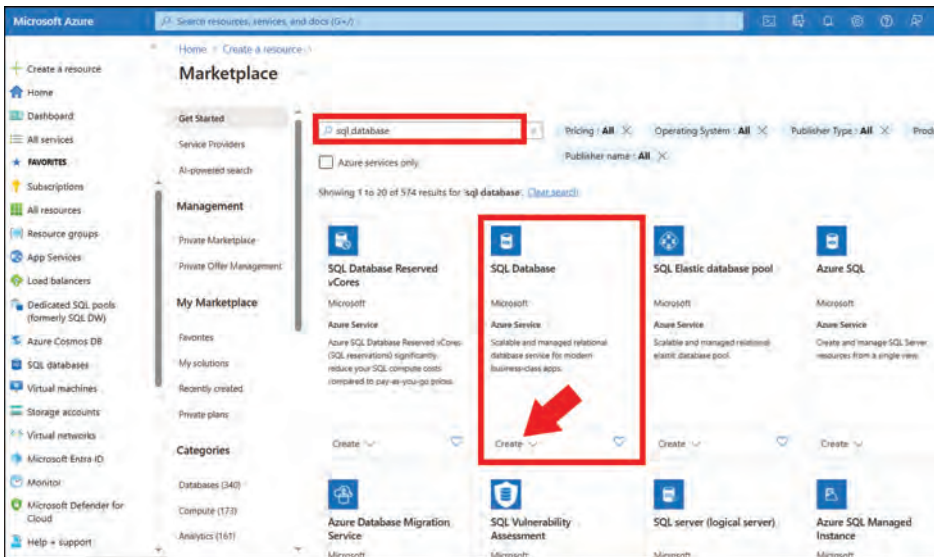 Microsoft Azure
Search resources, services, and docs (G+/)
Create a resource
Home
Dashboard
All services
FAVORITES
Subscriptions
All resources
Resource groups
App Services
Load balancers
Dedicated SQL pools
(formerly SQL DW)
Azure Cosmos DB
SQL databases
Virtual machines
Storage accounts
Virtual networks
Microsoft Entra ID
Monitor
Microsoft Defender for
Cloud
Help + support
Home > Create a resource >
Marketplace
Get Started
Service Providers
AI-powered search
Management
Private Marketplace
Private Offer Management
My Marketplace
Favorites
My solutions
Recently created
Private plans
Categories
Databases (340)
Compute (173)
Analytics (161)
sql database
Pricing : All
Operating System : All
Publisher Type : All
Prod
Azure services only
Publisher name : All
Showing 1 to 20 of 574 results for 'sql database'. Clear search
SQL Database Reserved
vCores
Microsoft
Azure Service
Azure SQL Database Reserved vCores
(SQL reservations) significantly
reduce your SQL compute costs
compared to pay-as-you-go prices.
Create
SQL Database
Microsoft
Azure Service
Scalable and managed relational
database service for modern
business-class apps.
Create
SQL Elastic database pool
Microsoft
Azure Service
Scalable and managed relational
elastic database pool.
Create
Azure SQL
Microsoft
Azure Service
Create and manage SQL Server
resources from a single view.
Create
Azure Database Migration
Service
Microsoft
SQL Vulnerability
Assessment
Microsoft
SQL server (logical server)
Microsoft
Azure SQL Managed
Instance
Microsoft